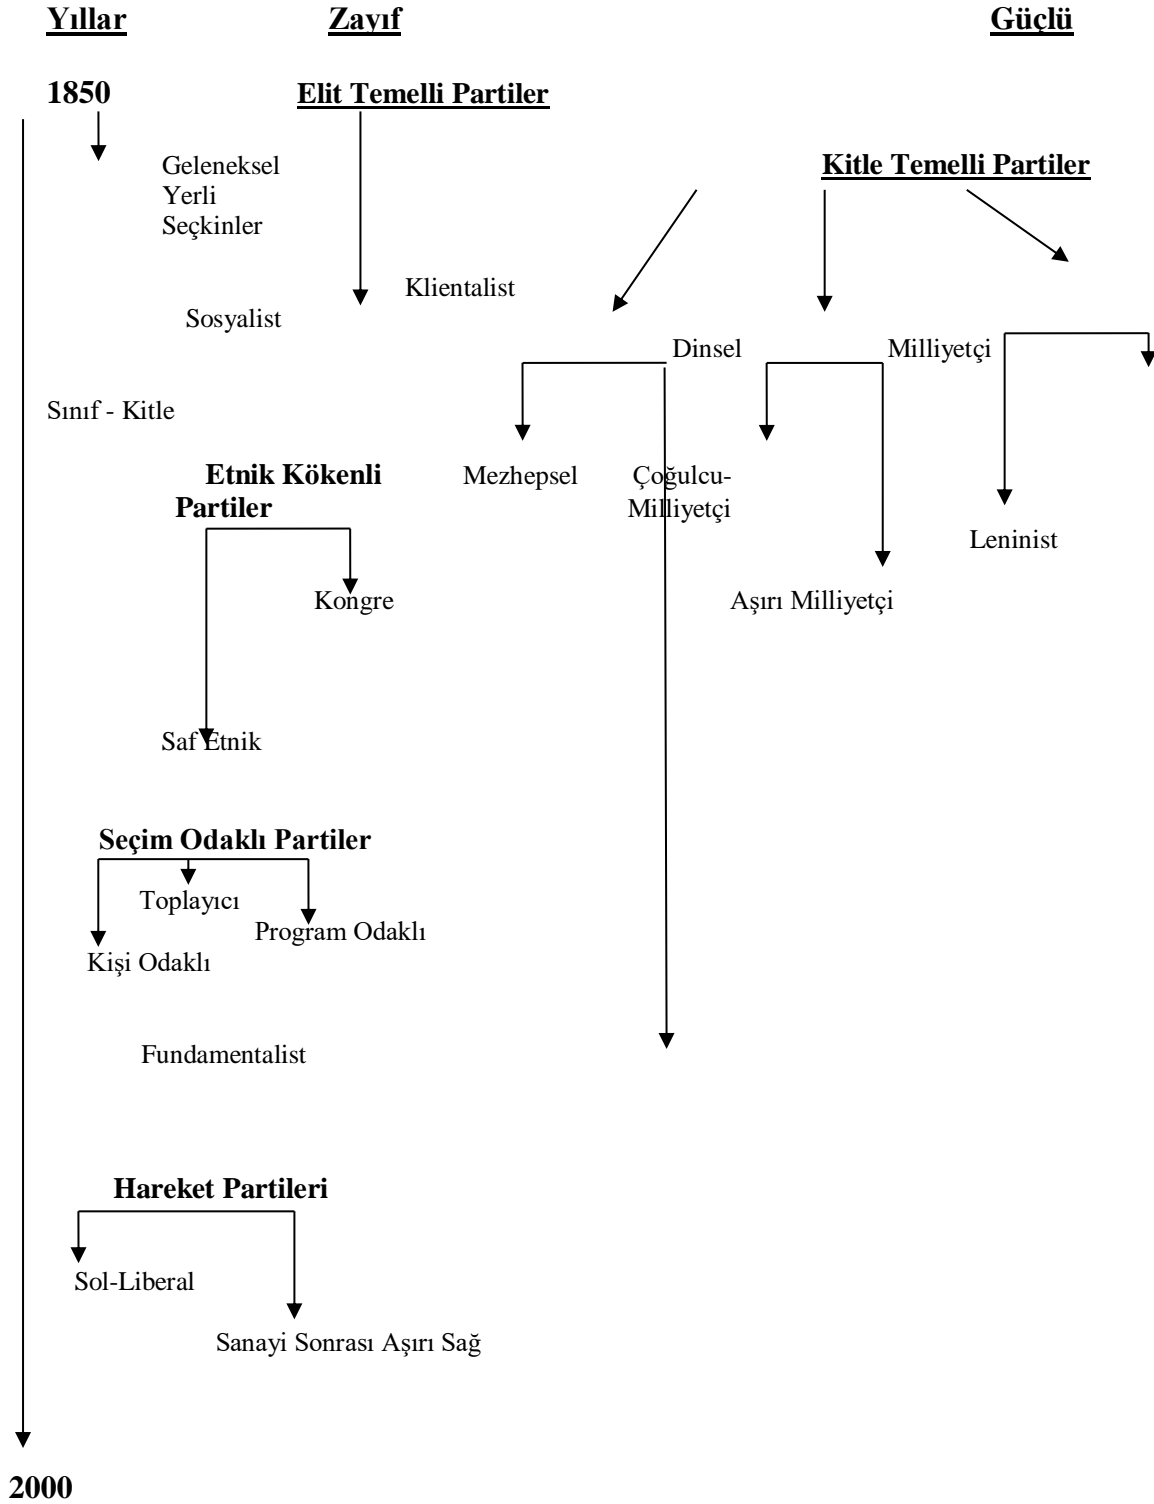 Yıllar Zayıf Güçlü
1850 Elit Temelli Partiler
Kitle Temelli Partiler
Geleneksel
Yerli
Seçkinler
Klientalist
Sosyalist
Dinsel Milliyetçi
Sınıf - Kitle
Etnik Kökenli
Partiler
Mezhepsel Çoğulcu-
Milliyetçi
Leninist
Kongre Aşırı Milliyetçi
Saf Etnik
Seçim Odaklı Partiler
Toplayıcı
Program Odaklı
Kişi Odaklı
Fundamentalist
Hareket Partileri
Sol-Liberal
Sanayi Sonrası Aşırı Sağ
2000